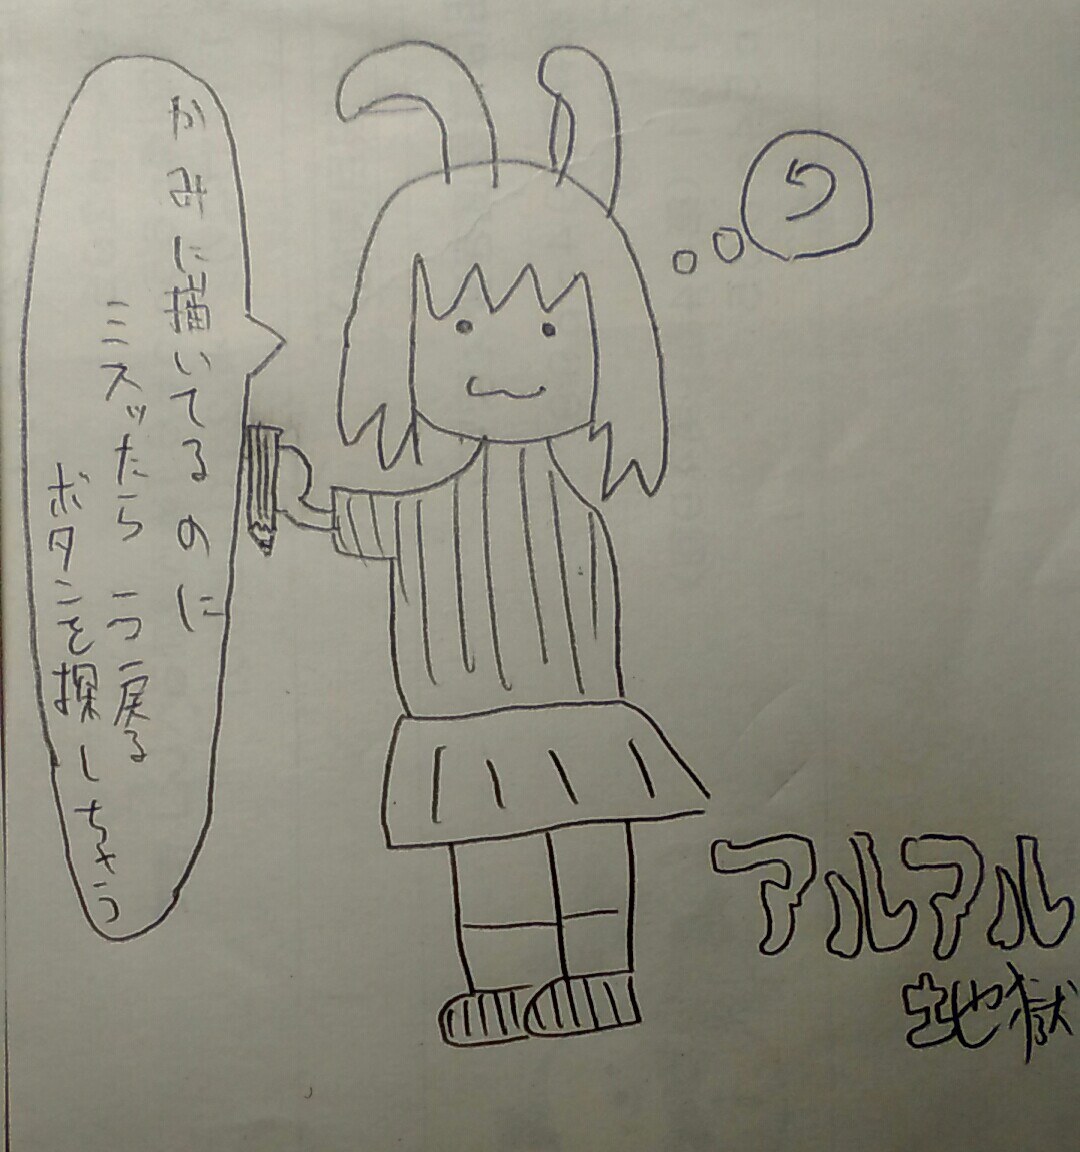 かみに描いてるのに
ミスッたら 一つ戻る
ボタンを探しちゃう
アルアル
地獄